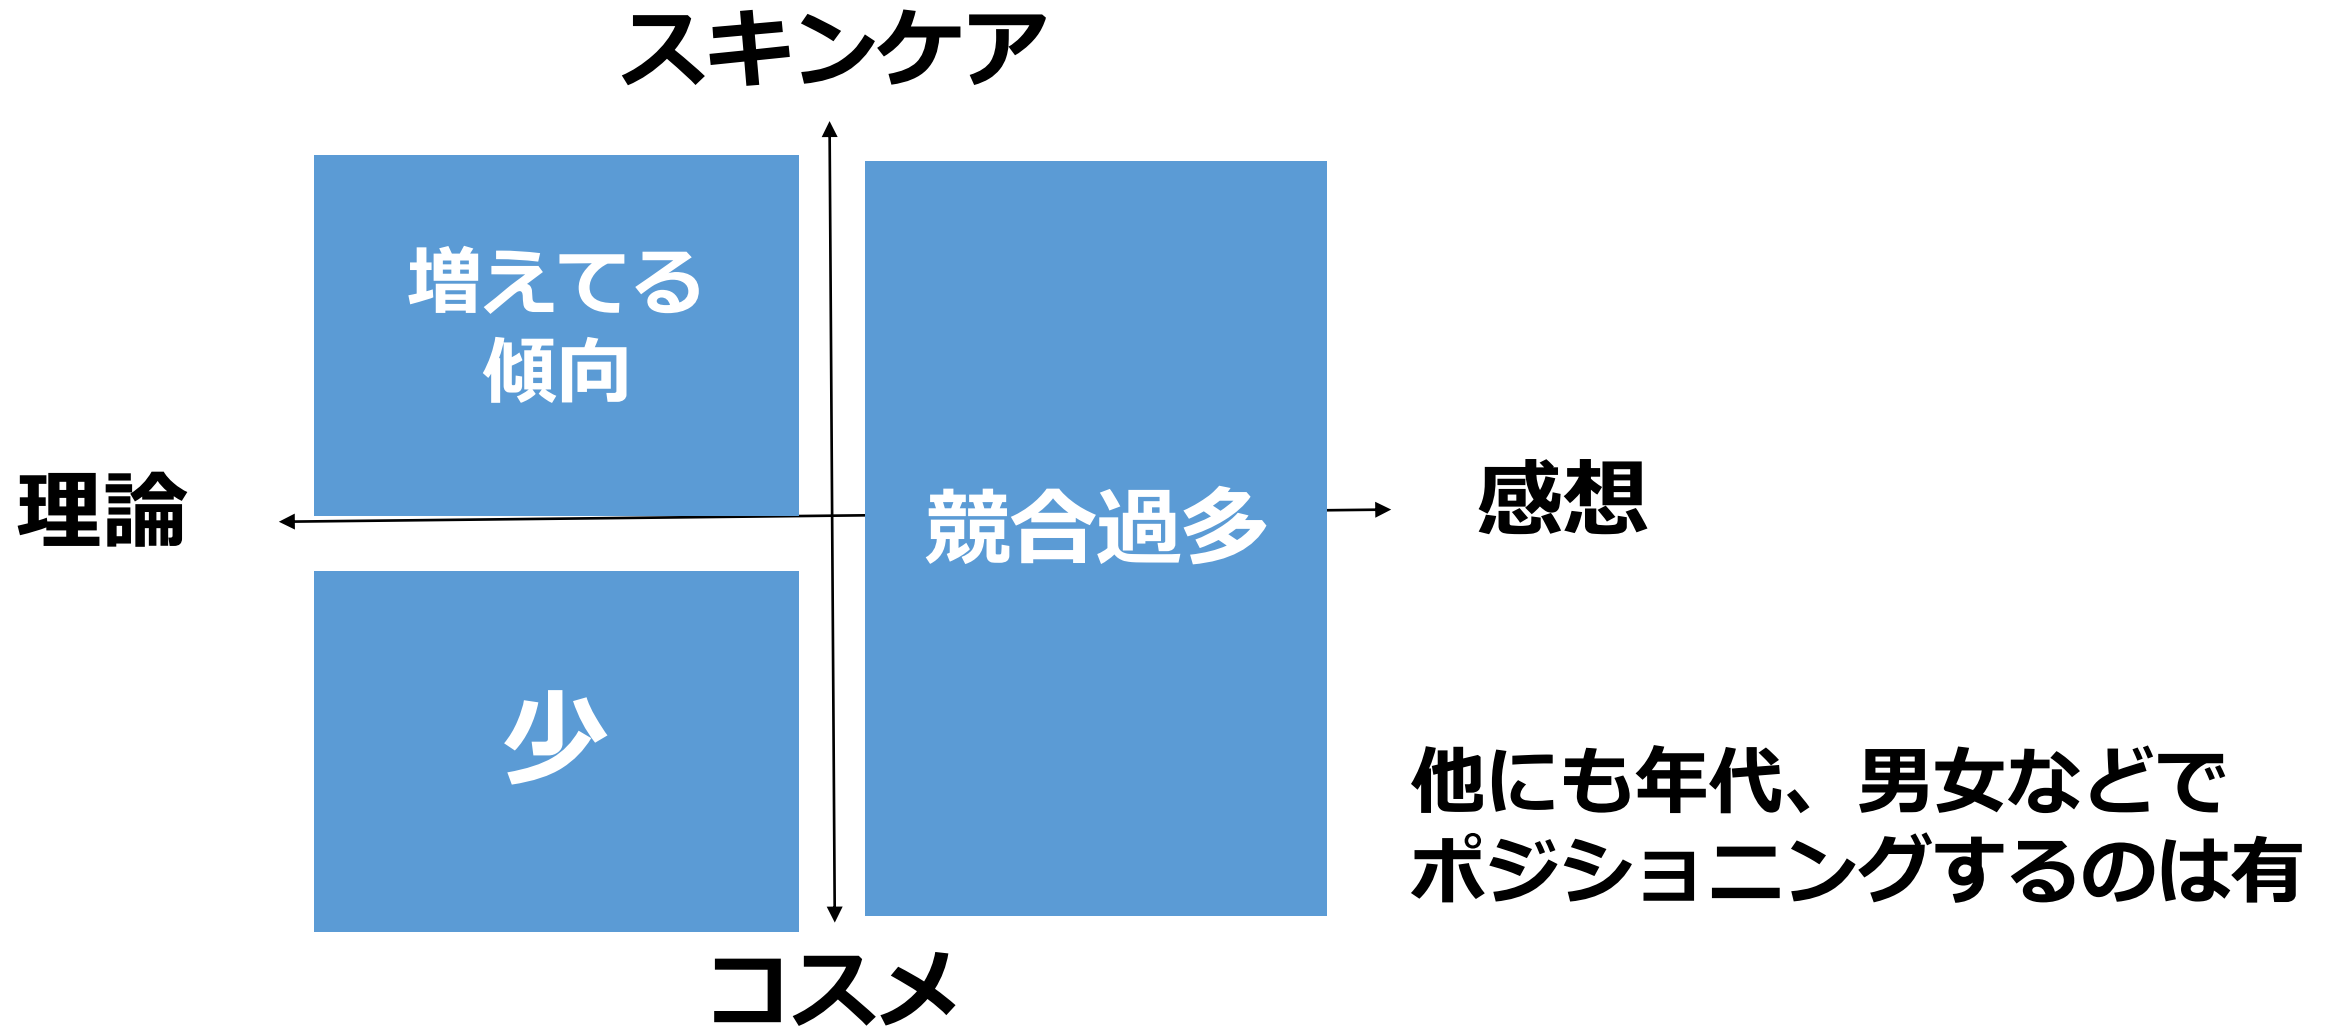 スキンケア
増えてる
傾向
理論
競合過多
感想
少
他にも年代、男女などで
ポジショニングするのは有
コスメ